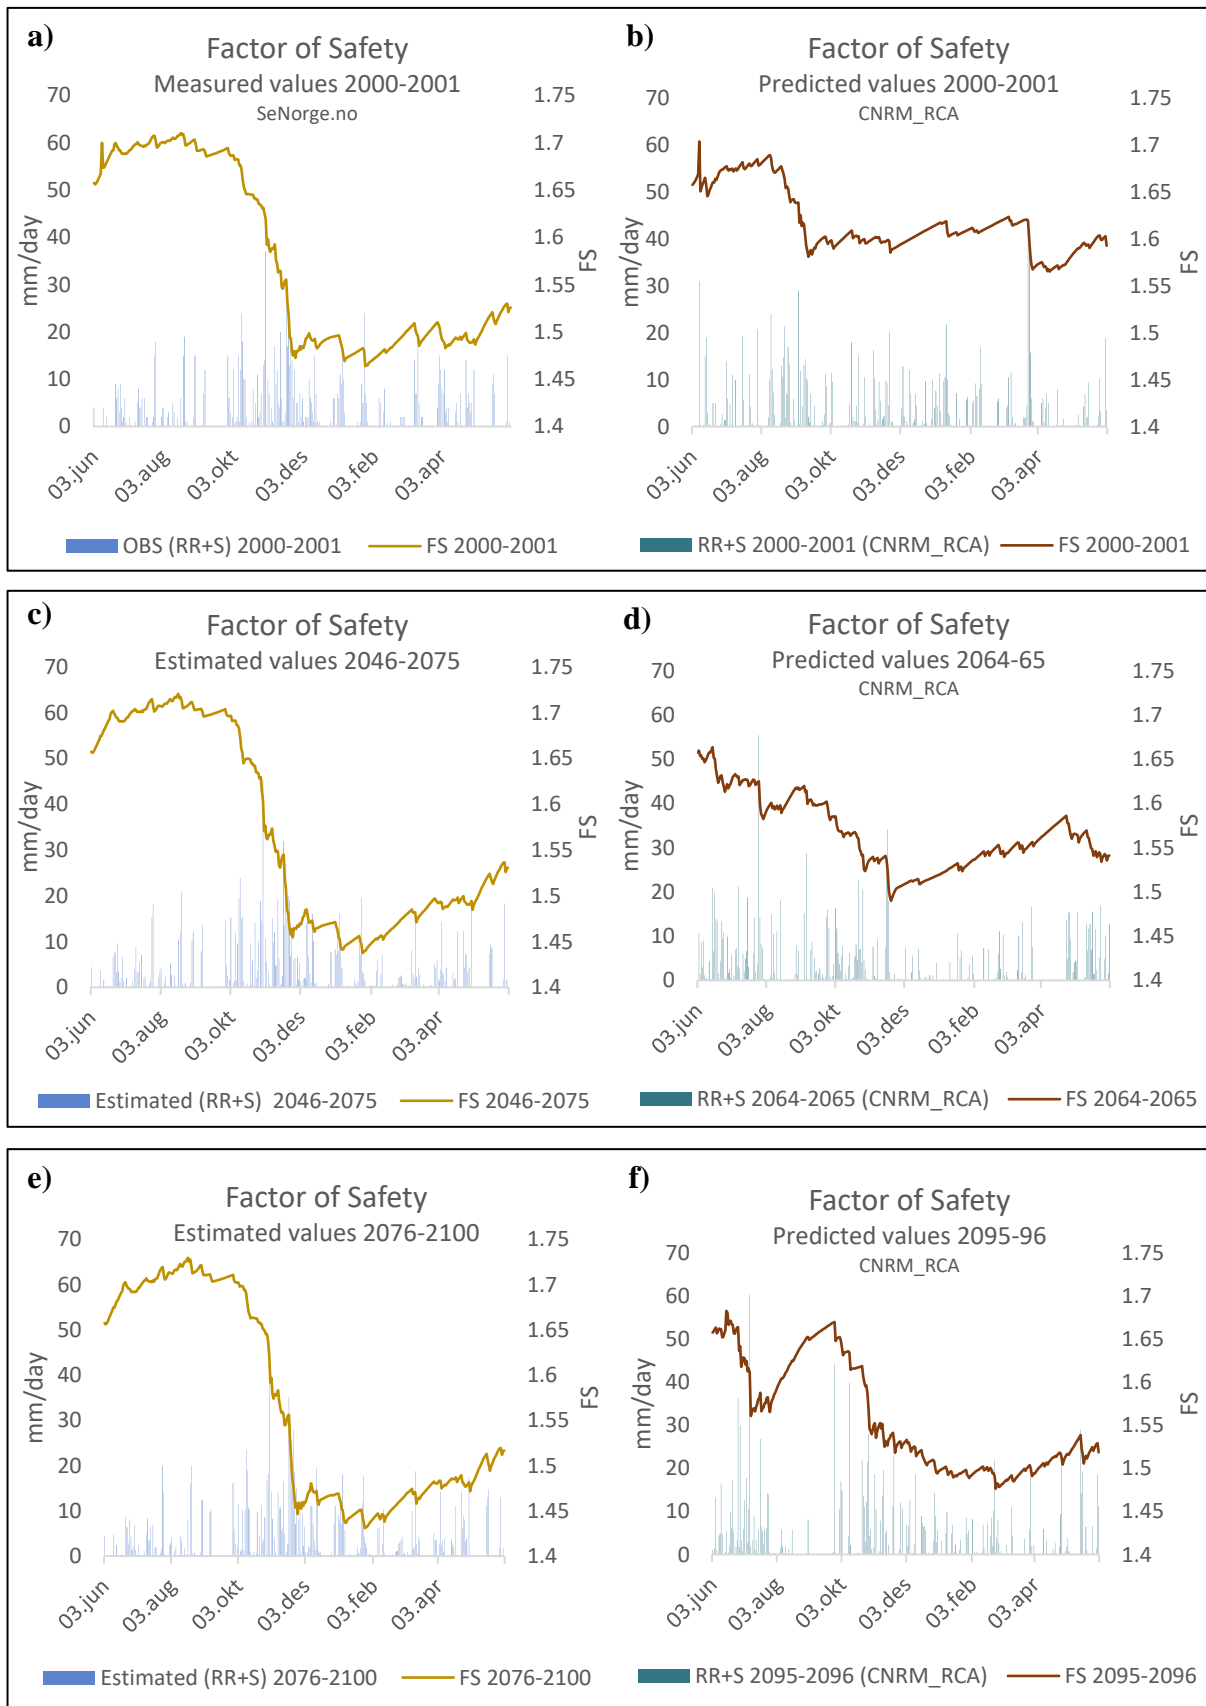 a)
Factor of Safety
Measured values 2000-2001
SeNorge.no
70
60
50
40
30
20
10
0
mm/day
1.75
1.7
1.65
1.6
1.55
1.5
1.45
1.4
FS
03.jun
03.aug
03.okt
03.des
03.feb
03.apr
OBS (RR+S) 2000-2001
FS 2000-2001
b)
Factor of Safety
Predicted values 2000-2001
CNRM_RCA
70
60
50
40
30
20
10
0
mm/day
1.75
1.7
1.65
1.6
1.55
1.5
1.45
1.4
FS
03.jun
03.aug
03.okt
03.des
03.feb
03.apr
RR+S 2000-2001 (CNRM_RCA)
FS 2000-2001
c)
Factor of Safety
Estimated values 2046-2075
70
60
50
40
30
20
10
0
mm/day
1.75
1.7
1.65
1.6
1.55
1.5
1.45
1.4
FS
03.jun
03.aug
03.okt
03.des
03.feb
03.apr
Estimated (RR+S) 2046-2075
FS 2046-2075
d)
Factor of Safety
Predicted values 2064-65
CNRM_RCA
70
60
50
40
30
20
10
0
mm/day
1.75
1.7
1.65
1.6
1.55
1.5
1.45
1.4
FS
03.jun
03.aug
03.okt
03.des
03.feb
03.apr
RR+S 2064-2065 (CNRM_RCA)
FS 2064-2065
e)
Factor of Safety
Estimated values 2076-2100
70
60
50
40
30
20
10
0
mm/day
1.75
1.7
1.65
1.6
1.55
1.5
1.45
1.4
FS
03.jun
03.aug
03.okt
03.des
03.feb
03.apr
Estimated (RR+S) 2076-2100
FS 2076-2100
f)
Factor of Safety
Predicted values 2095-96
CNRM_RCA
70
60
50
40
30
20
10
0
mm/day
1.75
1.7
1.65
1.6
1.55
1.5
1.45
1.4
FS
03.jun
03.aug
03.okt
03.des
03.feb
03.apr
RR+S 2095-2096 (CNRM_RCA)
FS 2095-2096